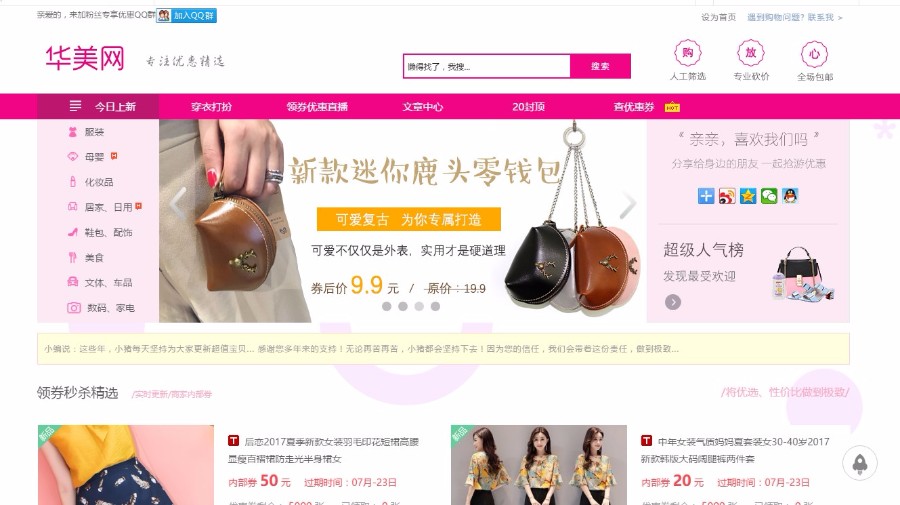 亲爱的，来加粉丝专享优惠QQ群 加入QQ群
设为首页 遇到购物问题? 联系我 >
华美网 专注优惠精选
懒得找了，我搜... 搜索
购 放 心
人工筛选 专业砍价 全场包邮
今日上新 穿衣打扮 领券优惠直播 文章中心 20封顶 查优惠券 HOT
服装
母婴
化妆品
居家、日用
鞋包、配饰
美食
文体、车品
数码、家电
新款迷你鹿头零钱包
可爱复古 为你专属打造
可爱不仅仅是外表，实用才是硬道理
券后价 9.9 元 / 原价：19.9
“ 亲亲，喜欢我们吗 ”
分享给身边的朋友 一起抢游优惠
超级人气榜
发现最受欢迎
小编说：这些年，小猪每天坚持为大家更新超值宝贝... 感谢您多年来的支持！无论再苦再苦，小猪都会坚持下去！因为您的信任，我们会带着这份责任，做到极致...
领券秒杀精选 /实时更新/商家内部券
/将优选、性价比做到极致/
新品
后恋2017夏季新款女装羽毛印花短裙高腰
显瘦百褶裙防走光半身裙女
内部券 50 元 过期时间：07月-23日
新品
中年女装气质妈妈夏套装女30-40岁2017
新款韩版大码阔腿裤两件套
内部券 20 元 过期时间：07月-23日